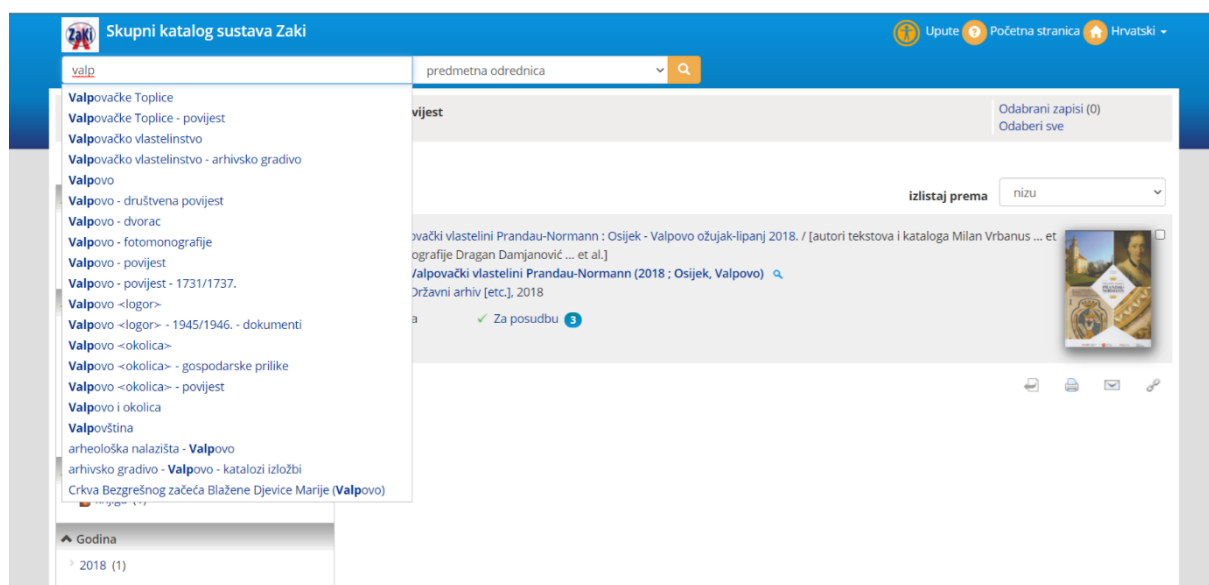 ZaKi
Skupni katalog sustava Zaki
Upute
Početna stranica
Hrvatski
valp
predmetna odrednica
Valpovačke Toplice
Valpovačke Toplice - povijest
Valpovačko vlastelinstvo
Valpovačko vlastelinstvo - arhivsko gradivo
Valpovo
Valpovo - društvena povijest
Valpovo - dvorac
Valpovo - fotomonografije
Valpovo - povijest
Valpovo - povijest - 1731/1737.
Valpovo <logor>
Valpovo <logor> - 1945/1946. - dokumenti
Valpovo <okolica>
Valpovo <okolica> - gospodarske prilike
Valpovo <okolica> - povijest
Valpovo i okolica
Valpovština
arheološka nalazišta - Valpovo
arhivsko gradivo - Valpovo - katalozi izložbi
Crkva Bezgrešnog začeća Blažene Djevice Marije (Valpovo)
vijest
Odabrani zapisi (0)
Odaberi sve
izlistaj prema
nizu
ovački vlastelini Prandau-Normann : Osijek - Valpovo ožujak-lipanj 2018. / [autori tekstova i kataloga Milan Vrbanus ... et
ografije Dragan Damjanović ... et al.]
Valpovački vlastelini Prandau-Normann (2018 ; Osijek, Valpovo)
Državni arhiv [etc.], 2018
a
Za posudbu 3
PRANDAU
NORMANN
Godina
2018 (1)